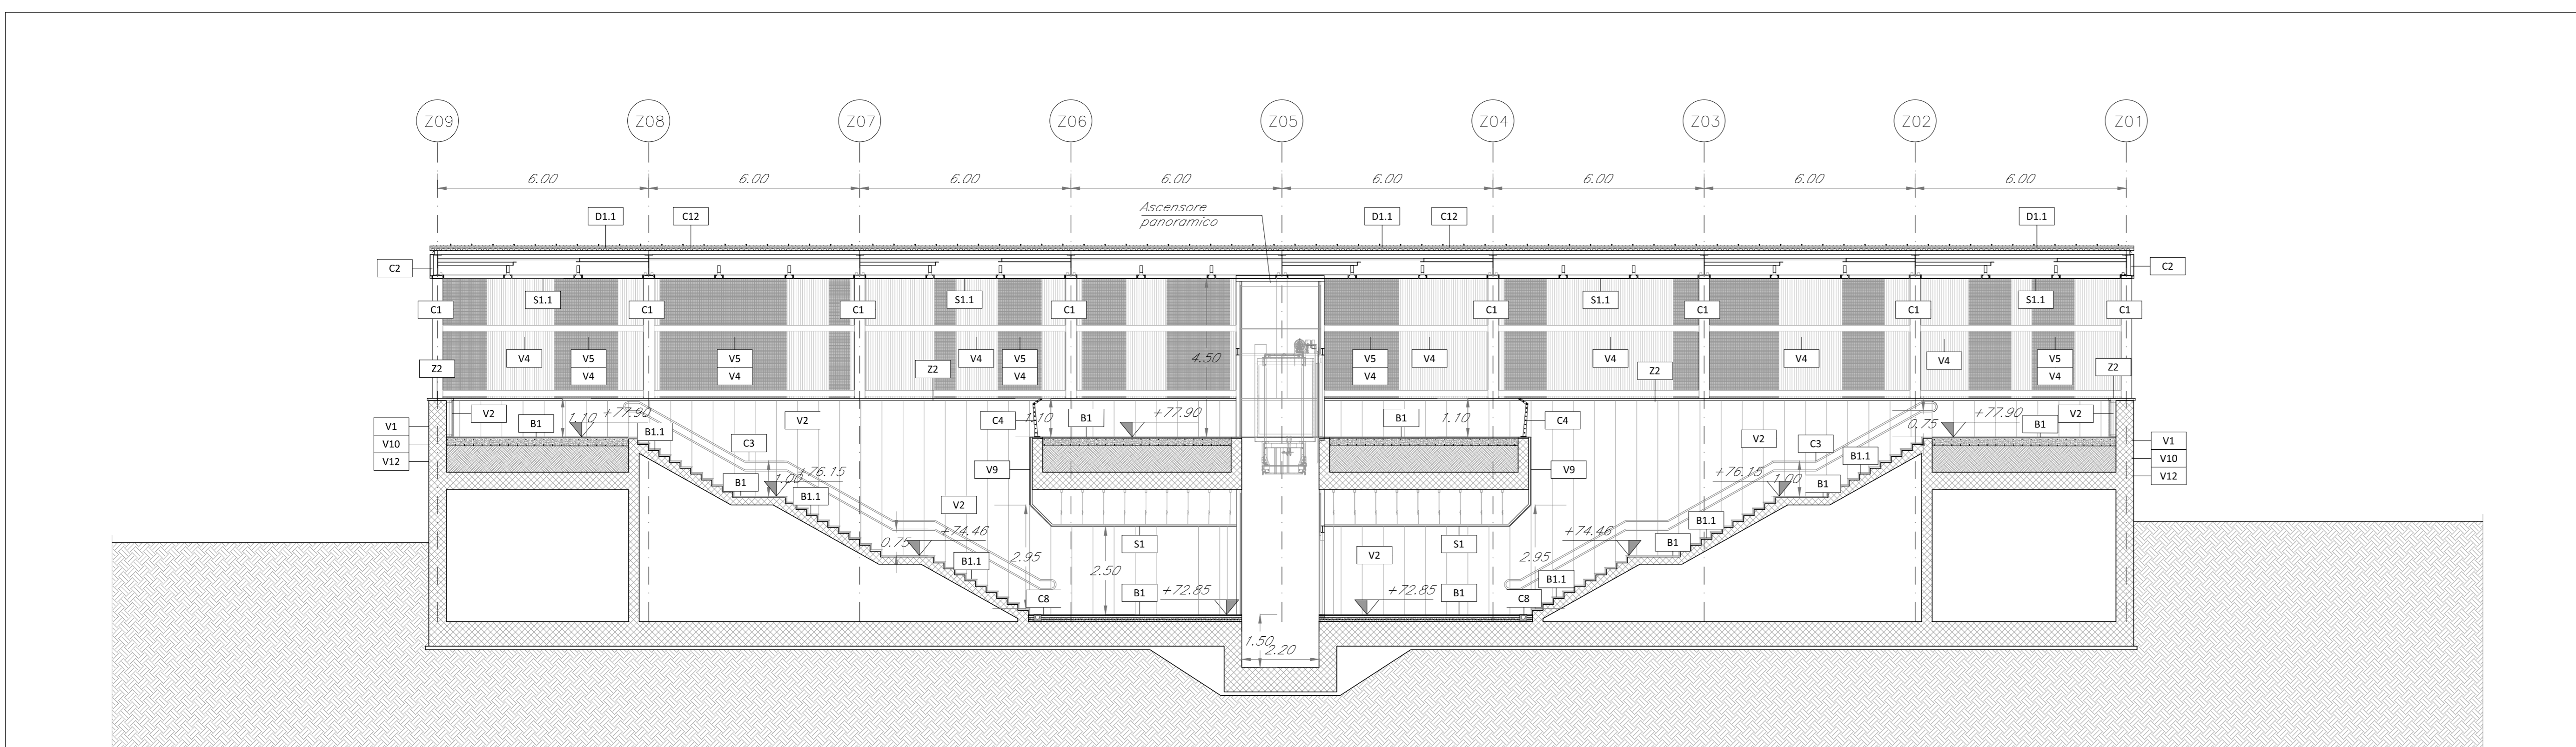 Z09 Z08 Z07 Z06 Z05 Z04 Z03 Z02 Z01
6.00 6.00 6.00 6.00 6.00 6.00 6.00 6.00
Ascensore
panoramico
D1.1 C12 D1.1 C12 D1.1
C2 C2
S1.1 S1.1 S1.1 S1.1
C1 C1 C1 C1 C1 C1 C1 C1
V4 V5 V5 V4 V5 4.50 V5 V4 V4 V4 V4 V5
V4 V4 V4 V4 V4
Z2 Z2 Z2 Z2
V2 B1 1.10 +77.90 V2 C4 1.10 B1 +77.90 B1 1.10 C4 +77.90 V2
V1 B1.1 C3 V2 C3 0.75 B1 V1
V10 B1.1 V10
V12 V9 V9 V12
B1 1.00 +76.15 +76.15 1.00 B1
B1.1 V2 B1.1
0.75 +74.46 +74.46 B1
B1.1 2.95 2.50 S1 V2 S1 2.95 B1.1
C8 B1 +72.85 +72.85 B1 C8
1.50
2.20